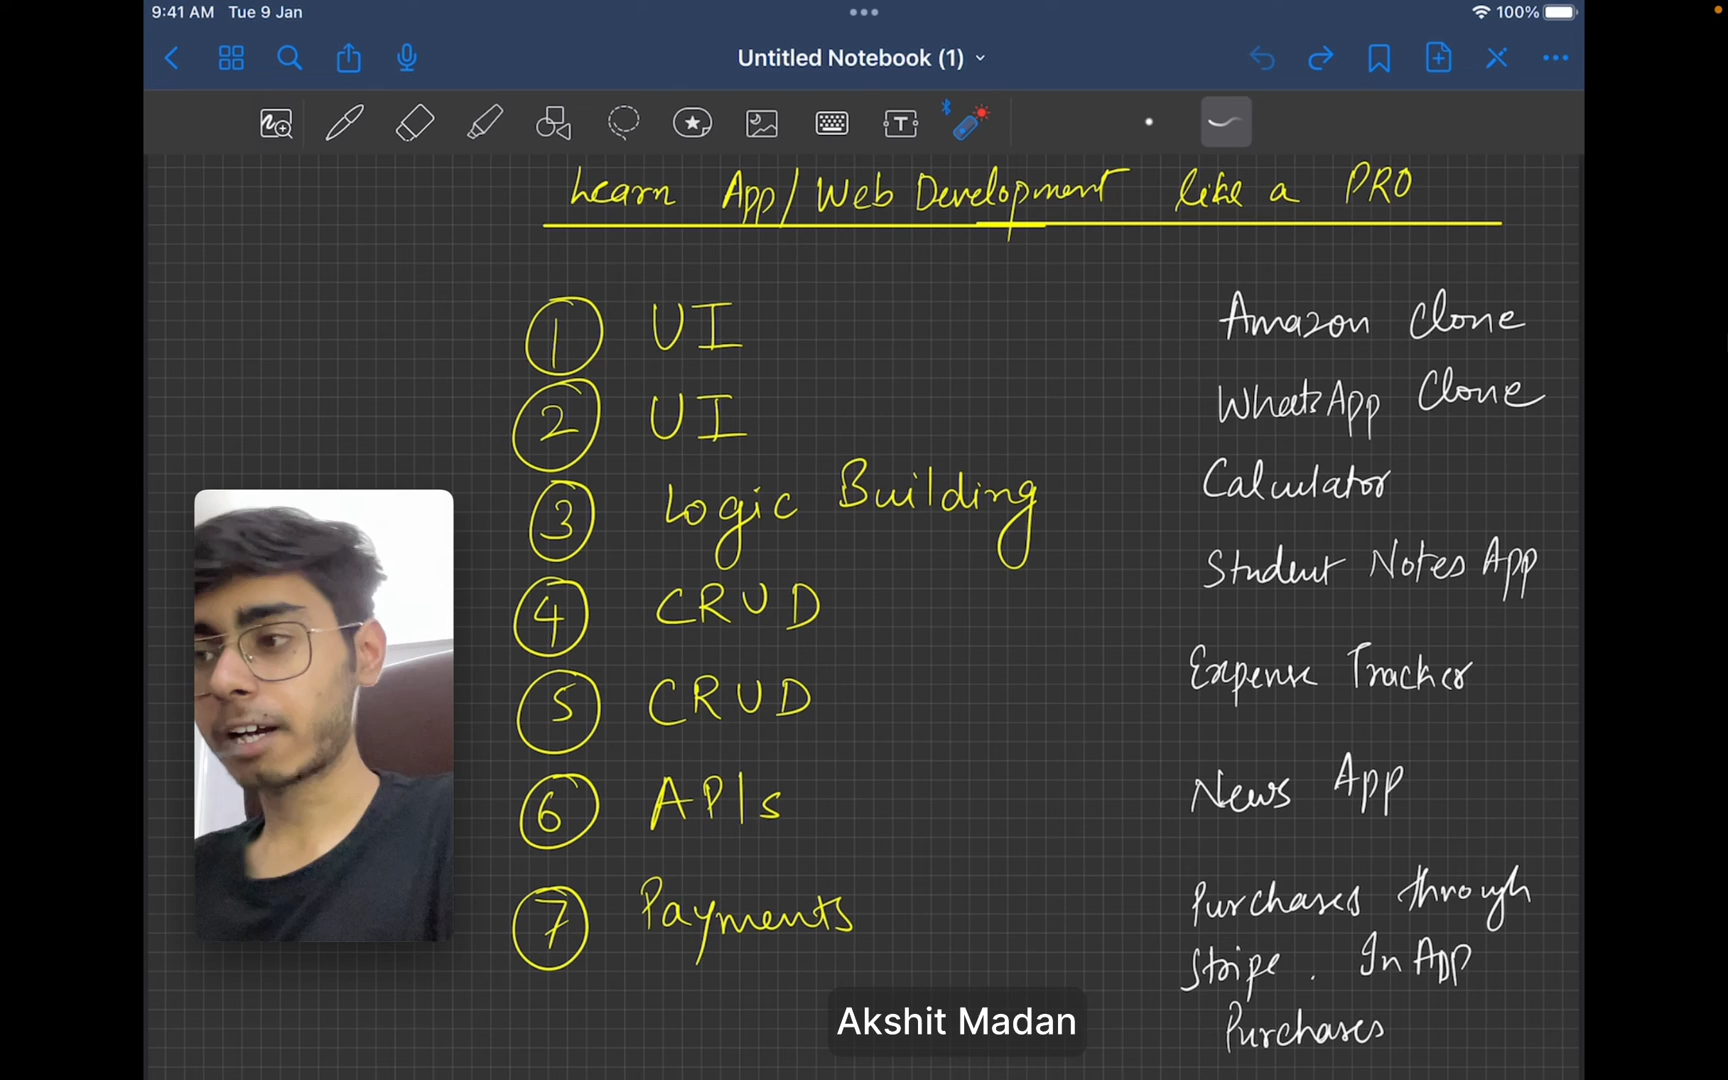 9:41 AM Tue 9 Jan 100%
Untitled Notebook (1)
T
Learn App/Web Development like a PRO
1 UI Amazon Clone
2 UI WhatsApp Clone
3 Logic Building Calculator
4 CRUD Student Notes App
5 CRUD Expense Tracker
6 APIs News App
7 Payments Purchases through
Stripe. In App
Purchases
Akshit Madan